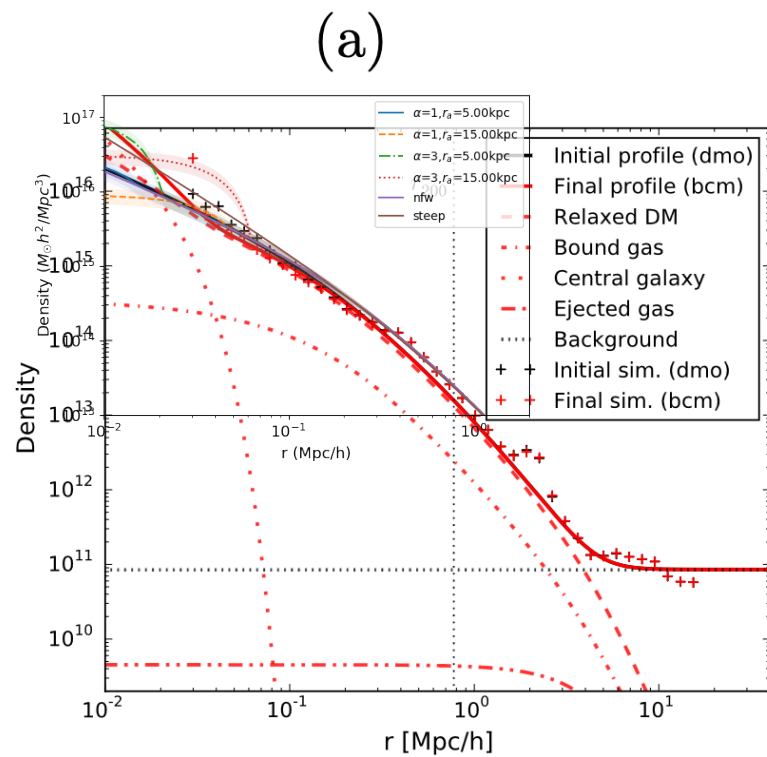 (a)
10^17
10^16
10^15
10^14
10^13
10^12
10^11
10^10
Density
Density (M⊙h^2/Mpc^3)
α=1,r_a=5.00kpc
α=1,r_a=15.00kpc
α=3,r_a=5.00kpc
α=3,r_a=15.00kpc
nfw
steep
r_200
Initial profile (dmo)
Final profile (bcm)
Relaxed DM
Bound gas
Central galaxy
Ejected gas
Background
Initial sim. (dmo)
Final sim. (bcm)
10^-2 10^-1 10^0
r (Mpc/h)
10^-2 10^-1 10^0 10^1
r [Mpc/h]